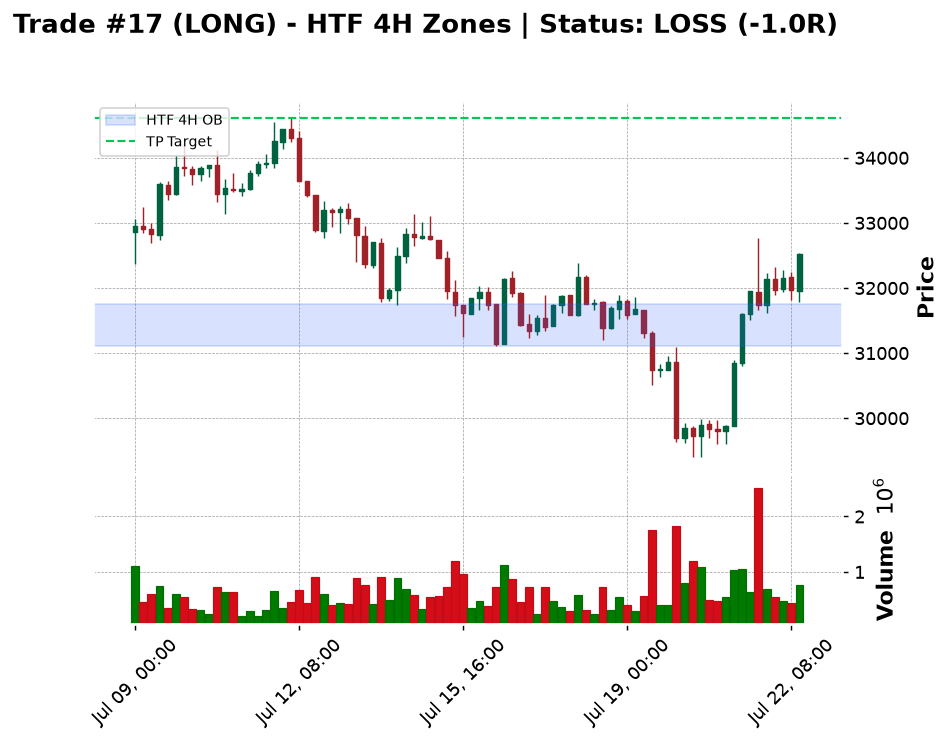 Trade #17 (LONG) - HTF 4H Zones | Status: LOSS (-1.0R)
HTF 4H OB
TP Target
34000
33000
32000
31000
30000
Price
2
1
Volume 10⁶
Jul 09, 00:00
Jul 12, 08:00
Jul 15, 16:00
Jul 19, 00:00
Jul 22, 08:00